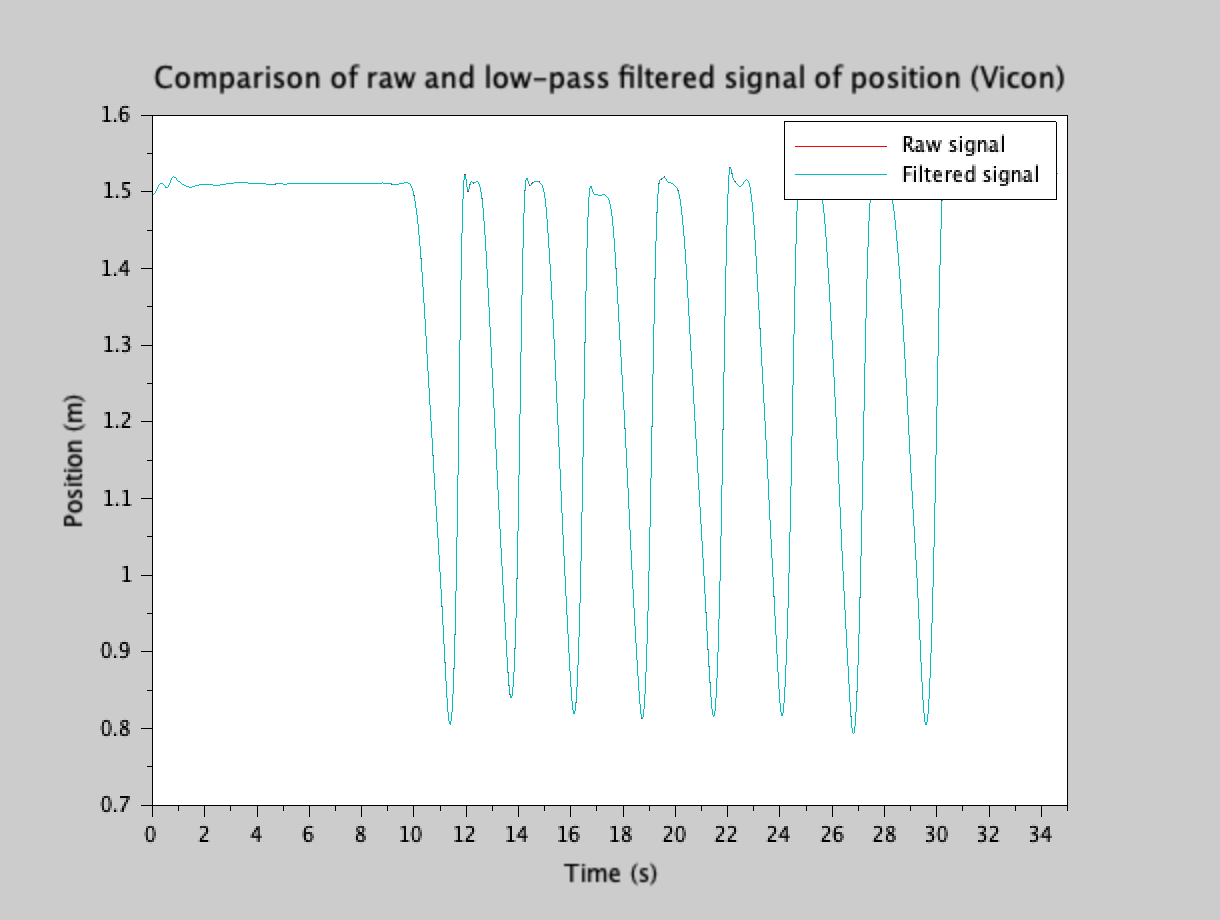 Comparison of raw and low-pass filtered signal of position (Vicon)
1.6
Raw signal
Filtered signal
1.5
1.4
1.3
1.2
1.1
1
0.9
0.8
0.7
Position (m)
0 2 4 6 8 10 12 14 16 18 20 22 24 26 28 30 32 34
Time (s)